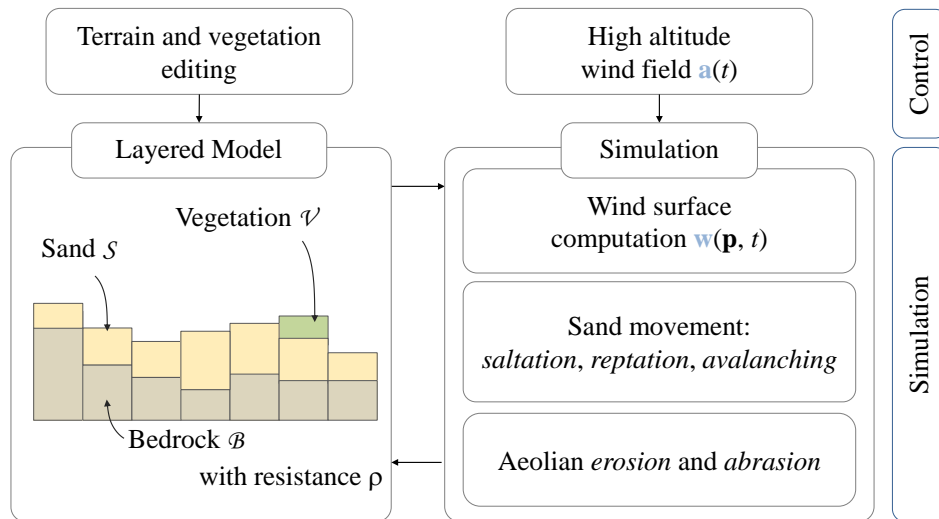 Terrain and vegetation
editing
High altitude
wind field a(t)
Control
Layered Model
Simulation
Vegetation 𝒱
Sand 𝒮
Bedrock ℬ
with resistance ρ
Wind surface
computation w(p, t)
Sand movement:
saltation, reptation, avalanching
Aeolian erosion and abrasion
Simulation